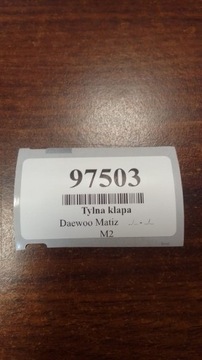 97503
Tylna klapa
Daewoo Matiz
M2